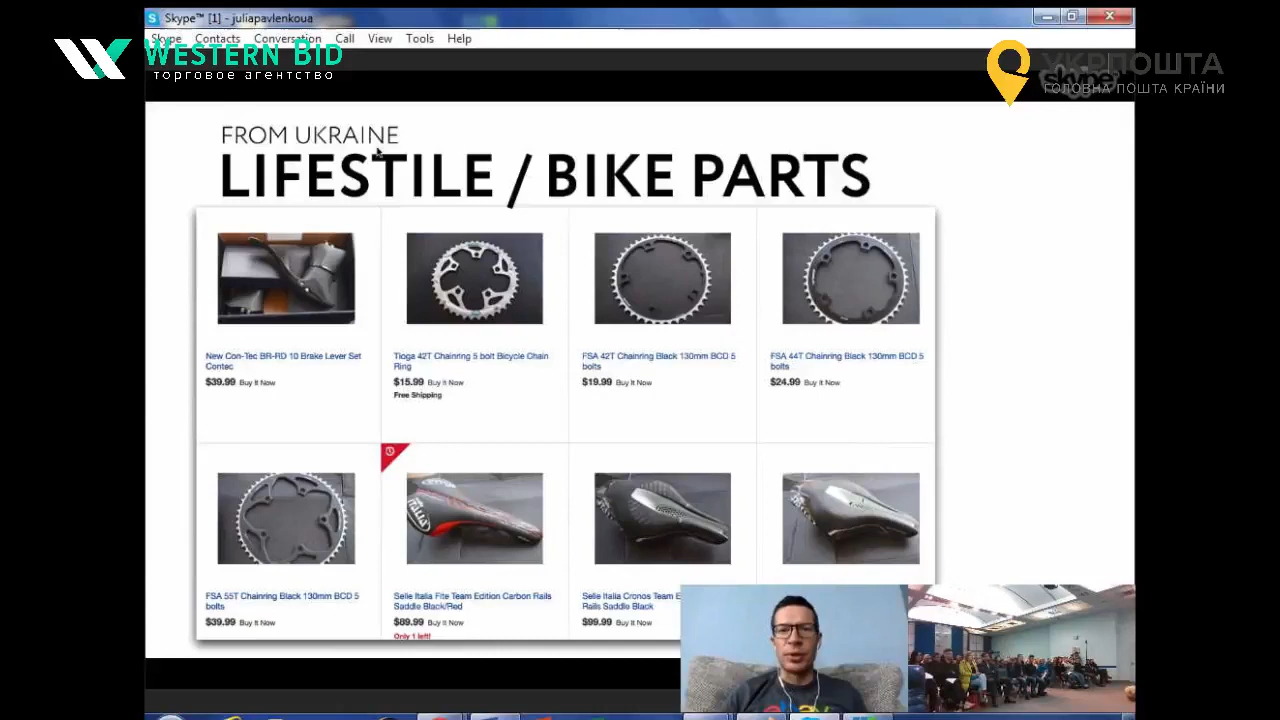 Skype™ [1] - juliapavlenkoua
Skype Contacts Conversation Call View Tools Help
WESTERN BID
торговое агентство
УКРПОШТА
ГОЛОВНА ПОШТА КРАЇНИ
skype
FROM UKRAINE
LIFESTILE / BIKE PARTS
New Con-Tec BR-RD 10 Brake Lever Set
Contec
$39.99 Buy It Now
Tioga 42T Chainring 5 bolt Bicycle Chain
Ring
$15.99 Buy It Now
Free Shipping
FSA 42T Chainring Black 130mm BCD 5
bolts
$19.99 Buy It Now
FSA 44T Chainring Black 130mm BCD 5
bolts
$24.99 Buy It Now
FSA 55T Chainring Black 130mm BCD 5
bolts
$39.99 Buy It Now
ITALIA
Selle Italia Fite Team Edition Carbon Rails
Saddle Black/Red
$69.99 Buy It Now
Only 1 left!
Selle Italia Cronos Team E
Rails Saddle Black
$99.99 Buy It Now
ebay